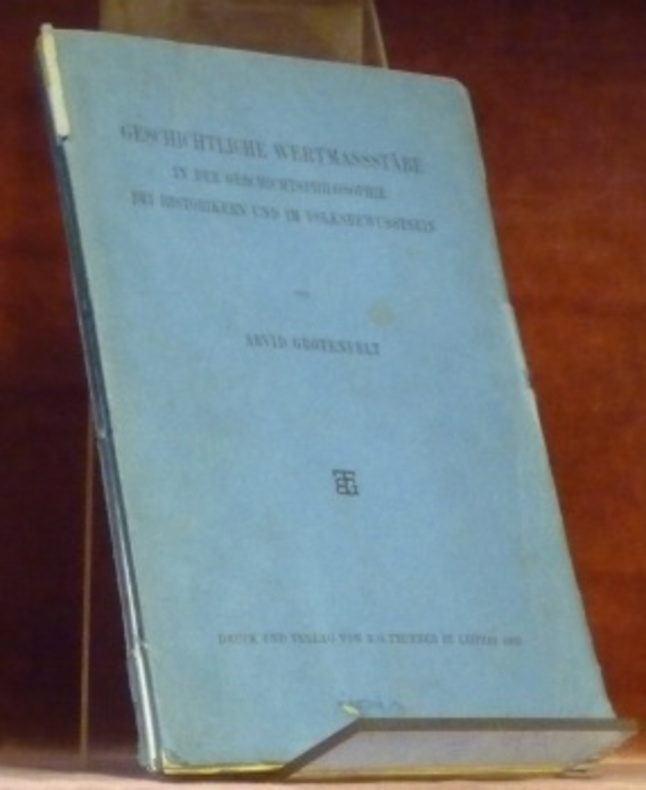 GESCHICHTLICHE WERTMASSSTÄBE
IN DER GESCHICHTSPHILOSOPHIE
BEI HISTORIKERN UND IM VOLKSBEWUSSTSEIN
VON
ARVID GROTENFELT
DRUCK UND VERLAG VON B.G. TEUBNER IN LEIPZIG